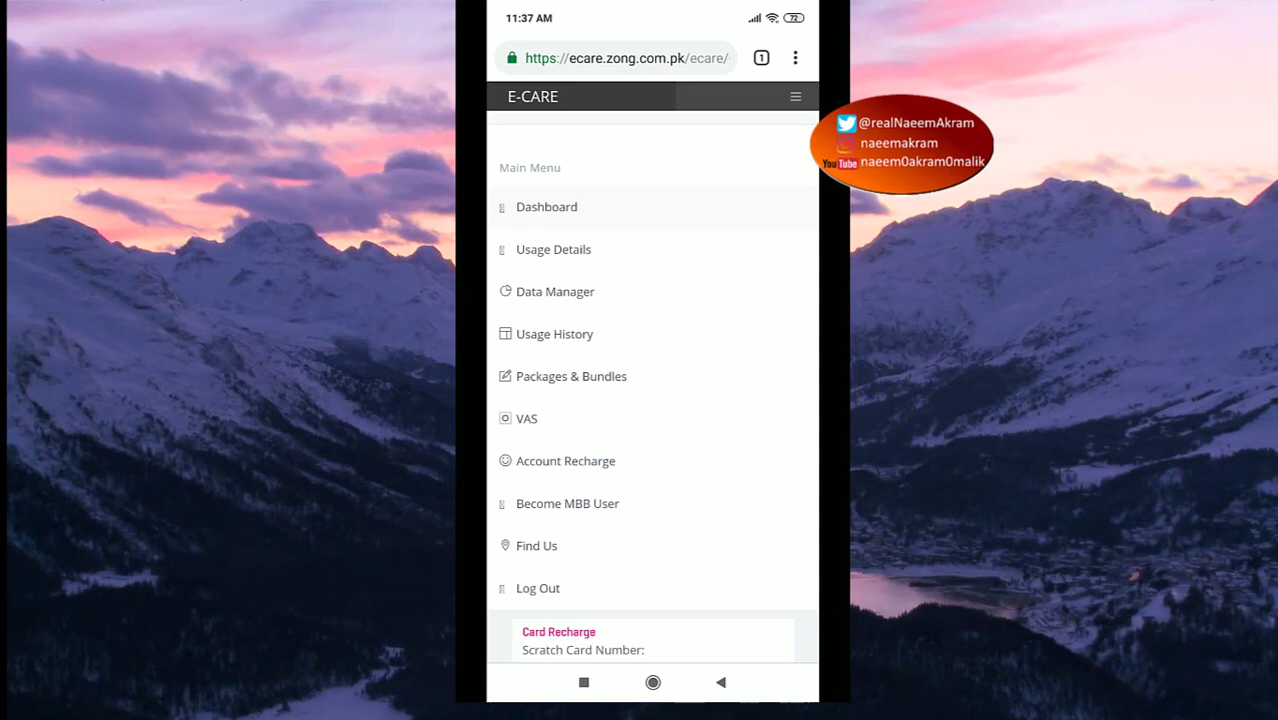 11:37 AM
72
https://ecare.zong.com.pk/ecare/
1
E-CARE
@realNaeemAkram
naeemakram
YouTube naeem0akram0malik
Main Menu
Dashboard
Usage Details
Data Manager
Usage History
Packages & Bundles
VAS
Account Recharge
Become MBB User
Find Us
Log Out
Card Recharge
Scratch Card Number: